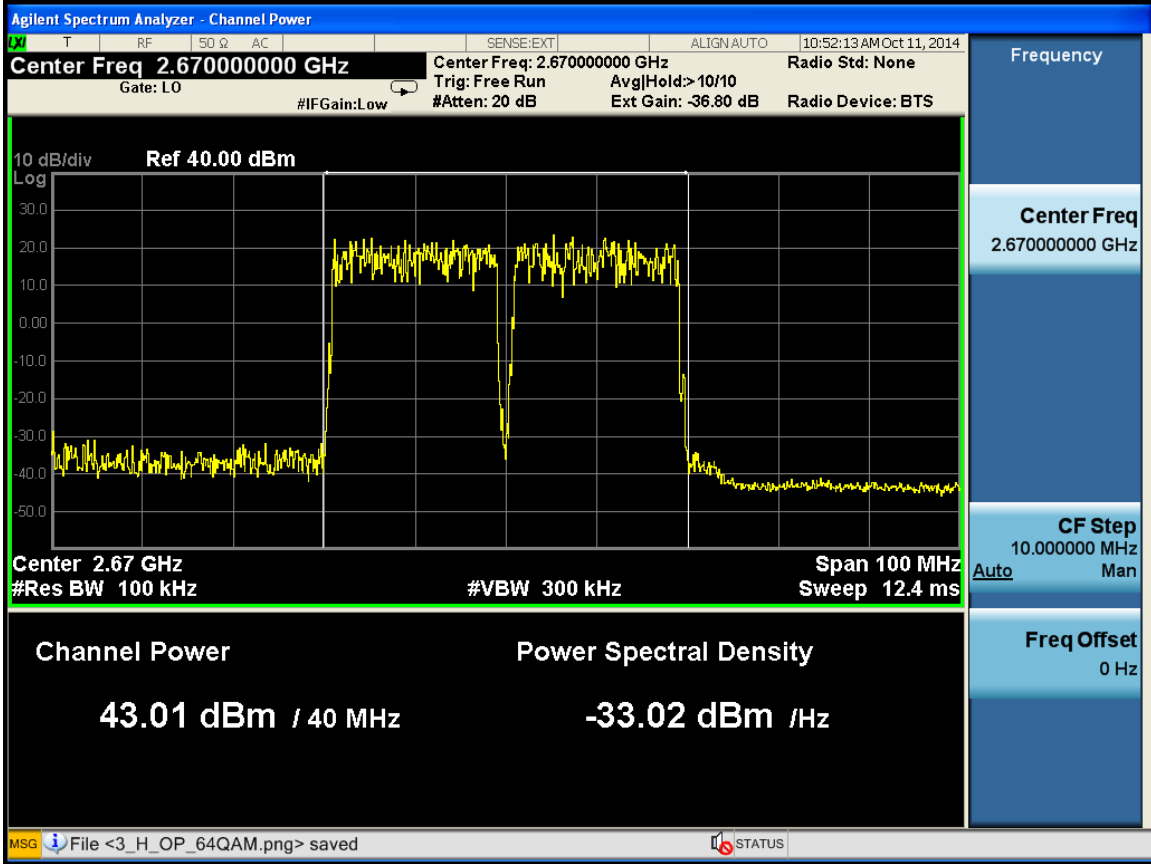 Agilent Spectrum Analyzer - Channel Power
LXI T RF 50 Ω AC SENSE:EXT ALIGN AUTO 10:52:13 AM Oct 11, 2014
Center Freq 2.670000000 GHz
Gate: LO
#IFGain:Low
Center Freq: 2.670000000 GHz
Trig: Free Run Avg|Hold:> 10/10
#Atten: 20 dB Ext Gain: -36.80 dB
Radio Std: None
Radio Device: BTS
10 dB/div Ref 40.00 dBm
Log
30.0
20.0
10.0
0.00
-10.0
-20.0
-30.0
-40.0
-50.0
Center 2.67 GHz Span 100 MHz
#Res BW 100 kHz #VBW 300 kHz Sweep 12.4 ms
Channel Power Power Spectral Density
43.01 dBm / 40 MHz -33.02 dBm /Hz
Frequency
Center Freq
2.670000000 GHz
CF Step
10.000000 MHz
Auto Man
Freq Offset
0 Hz
MSG File <3_H_OP_64QAM.png> saved STATUS